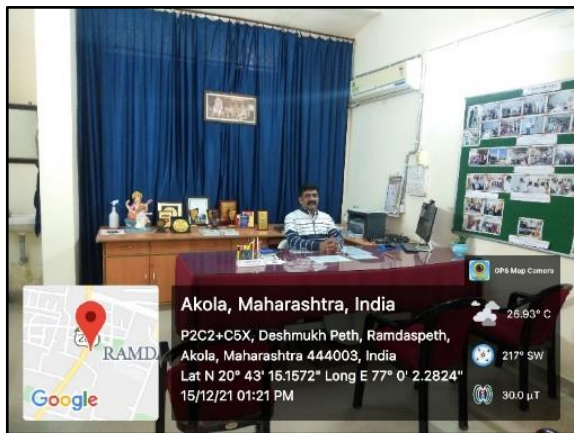 GPS Map Camera
Akola, Maharashtra, India
P2C2+C5X, Deshmukh Peth, Ramdaspeth,
Akola, Maharashtra 444003, India
Lat N 20° 43' 15.1572" Long E 77° 0' 2.2824"
15/12/21 01:21 PM
26.93° C
217° SW
30.0 µT
RAMD
Google